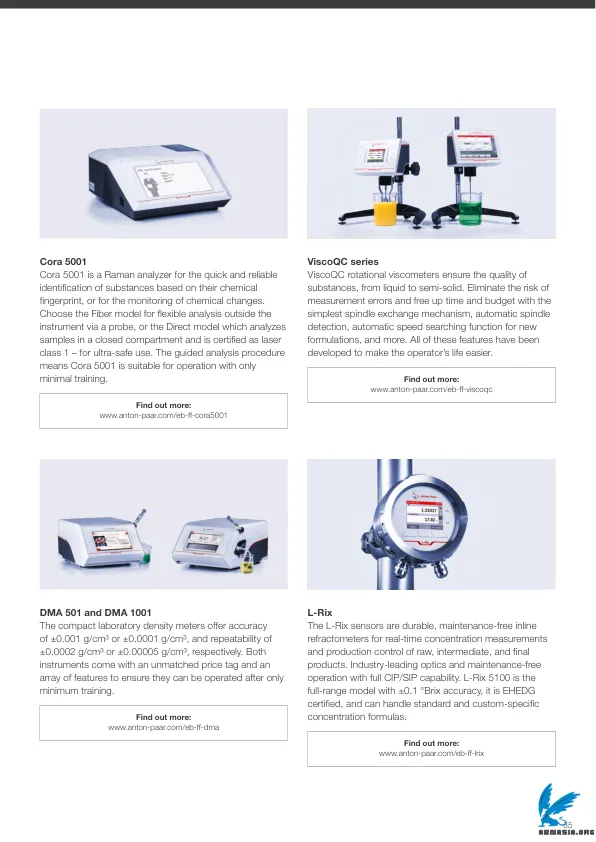 Cora 5001
Cora 5001 is a Raman analyzer for the quick and reliable
identification of substances based on their chemical
fingerprint, or for the monitoring of chemical changes.
Choose the Fiber model for flexible analysis outside the
instrument via a probe, or the Direct model which analyzes
samples in a closed compartment and is certified as laser
class 1 – for ultra-safe use. The guided analysis procedure
means Cora 5001 is suitable for operation with only
minimal training.
Find out more:
www.anton-paar.com/eb-ff-cora5001
ViscoQC series
ViscoQC rotational viscometers ensure the quality of
substances, from liquid to semi-solid. Eliminate the risk of
measurement errors and free up time and budget with the
simplest spindle exchange mechanism, automatic spindle
detection, automatic speed searching function for new
formulations, and more. All of these features have been
developed to make the operator's life easier.
Find out more:
www.anton-paar.com/eb-ff-viscoqc
DMA 501 and DMA 1001
The compact laboratory density meters offer accuracy
of ±0.001 g/cm³ or ±0.0001 g/cm³, and repeatability of
±0.0002 g/cm³ or ±0.00005 g/cm³, respectively. Both
instruments come with an unmatched price tag and an
array of features to ensure they can be operated after only
minimum training.
Find out more:
www.anton-paar.com/eb-ff-dma
1.33017
17.02
L-Rix
The L-Rix sensors are durable, maintenance-free inline
refractometers for real-time concentration measurements
and production control of raw, intermediate, and final
products. Industry-leading optics and maintenance-free
operation with full CIP/SIP capability. L-Rix 5100 is the
full-range model with ±0.1 °Brix accuracy, it is EHEDG
certified, and can handle standard and custom-specific
concentration formulas.
Find out more:
www.anton-paar.com/eb-ff-lrix
35
ABNASIA.ORG